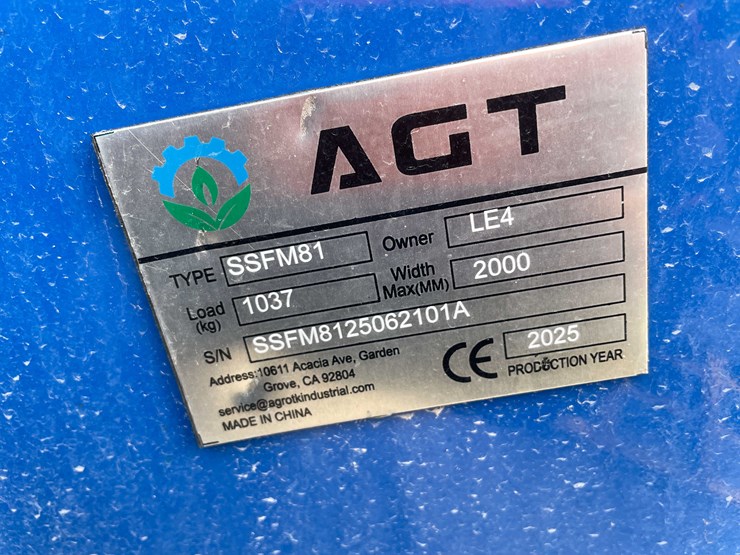 AGT
TYPE SSFM81 Owner LE4
Load (kg) 1037 Width Max(MM) 2000
S/N SSFM8125062101A
Address:10611 Acacia Ave, Garden
Grove, CA 92804
service@agrotkindustrial.com
MADE IN CHINA
CE 2025
PRODUCTION YEAR